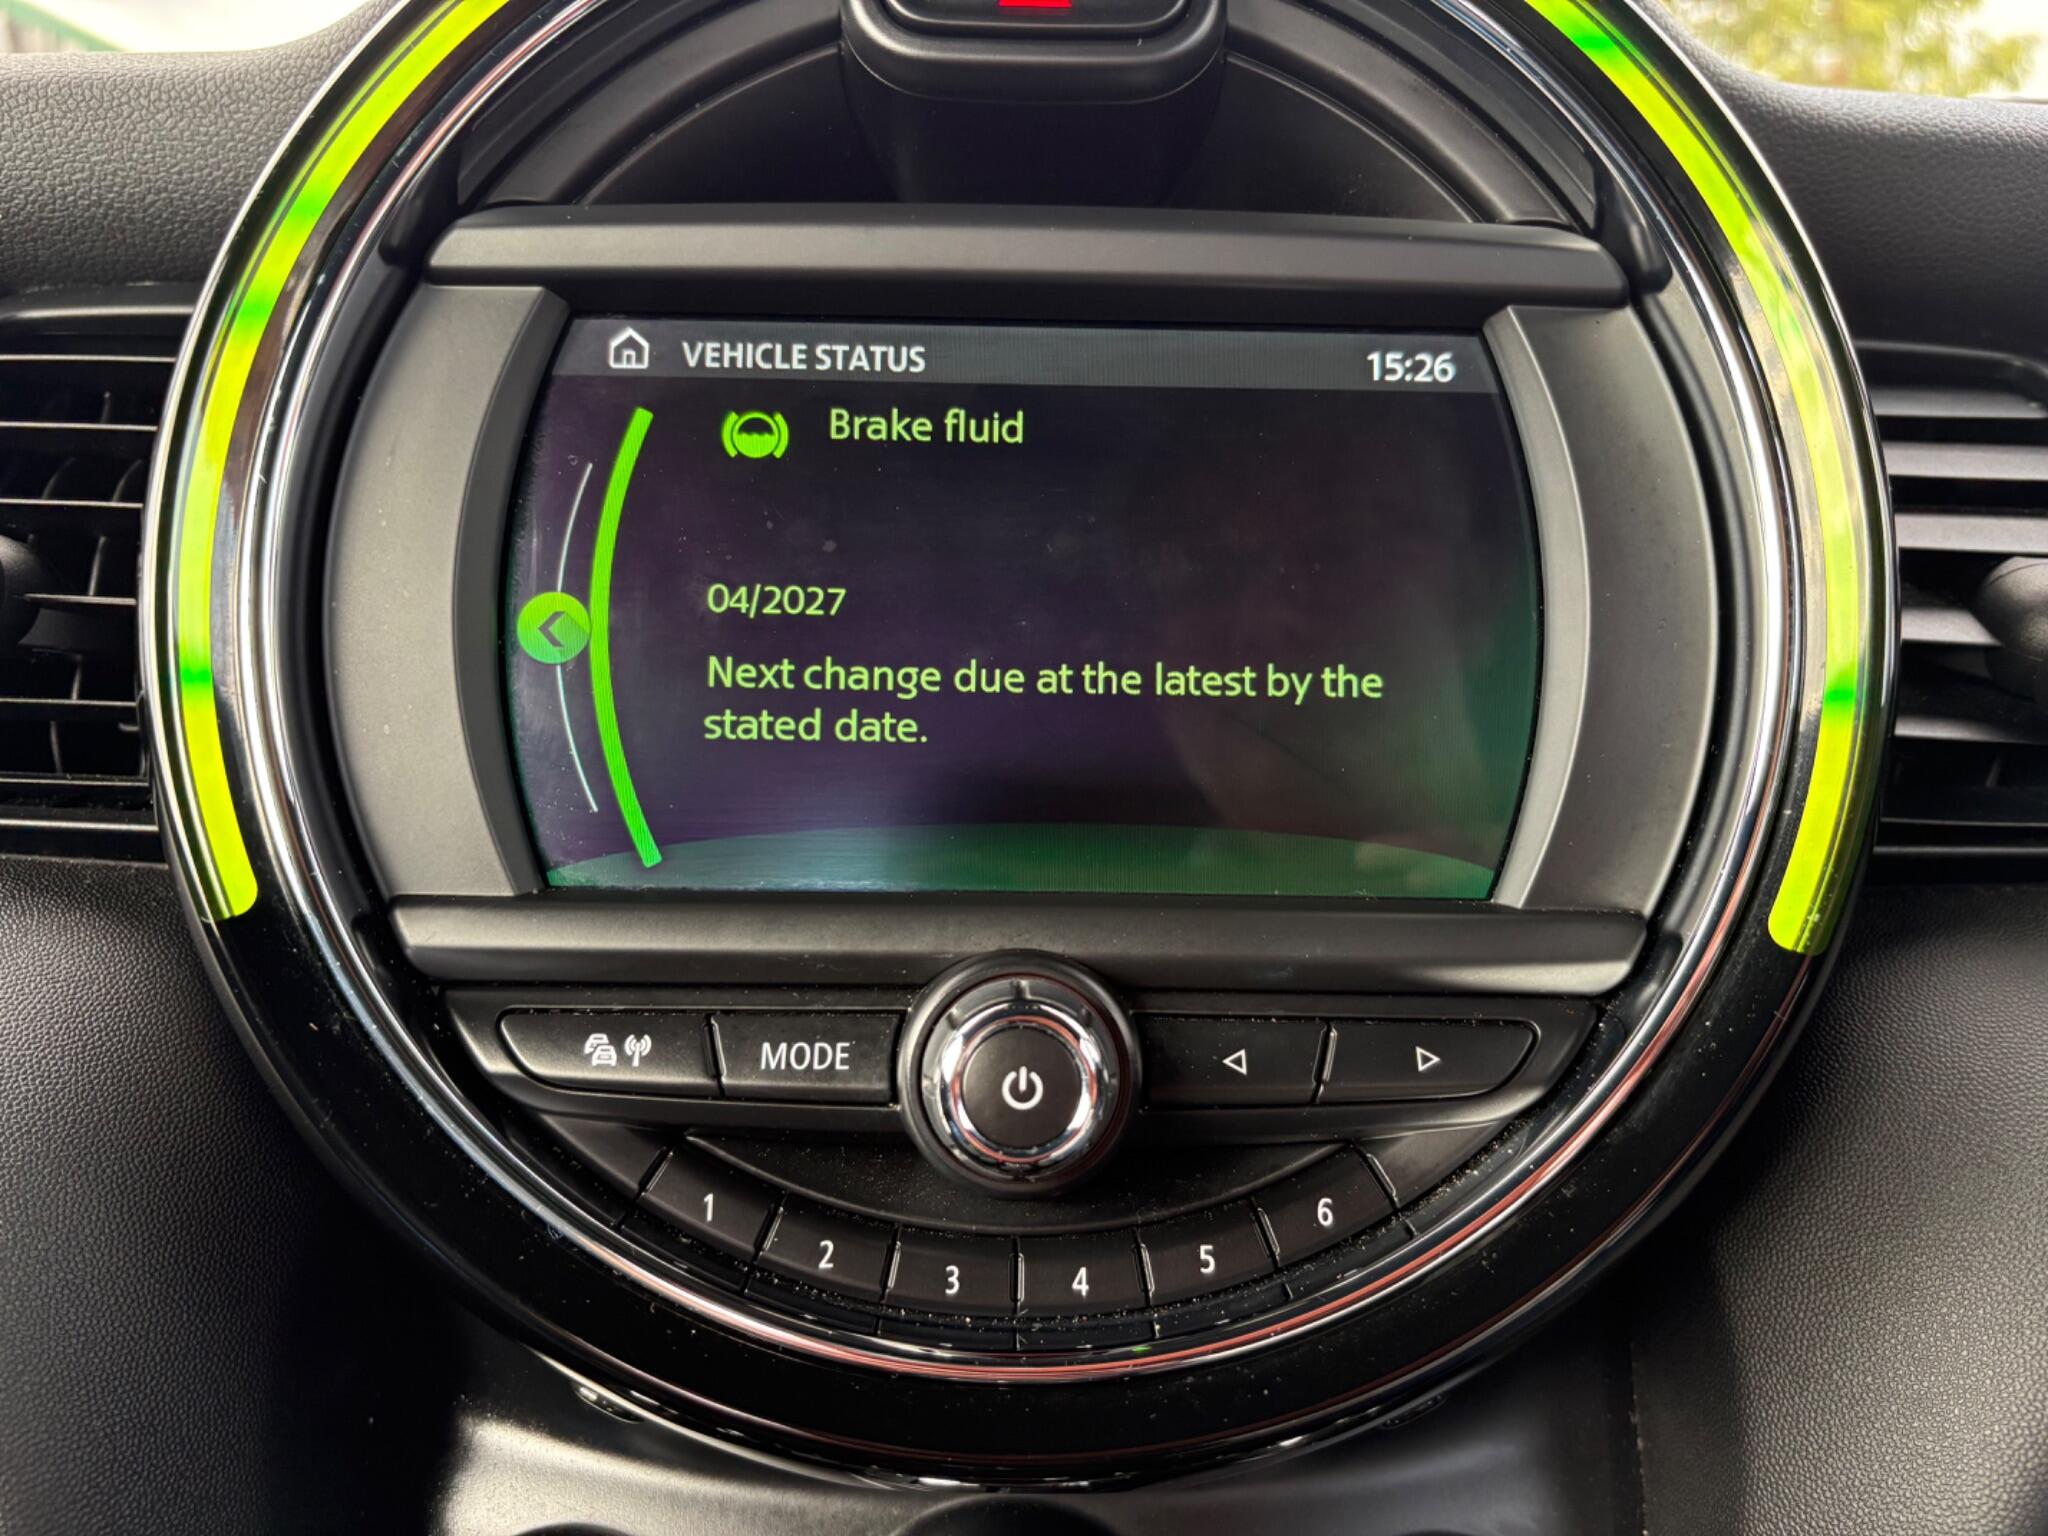 VEHICLE STATUS 15:26
Brake fluid
04/2027
Next change due at the latest by the
stated date.
MODE
1 2 3 4 5 6